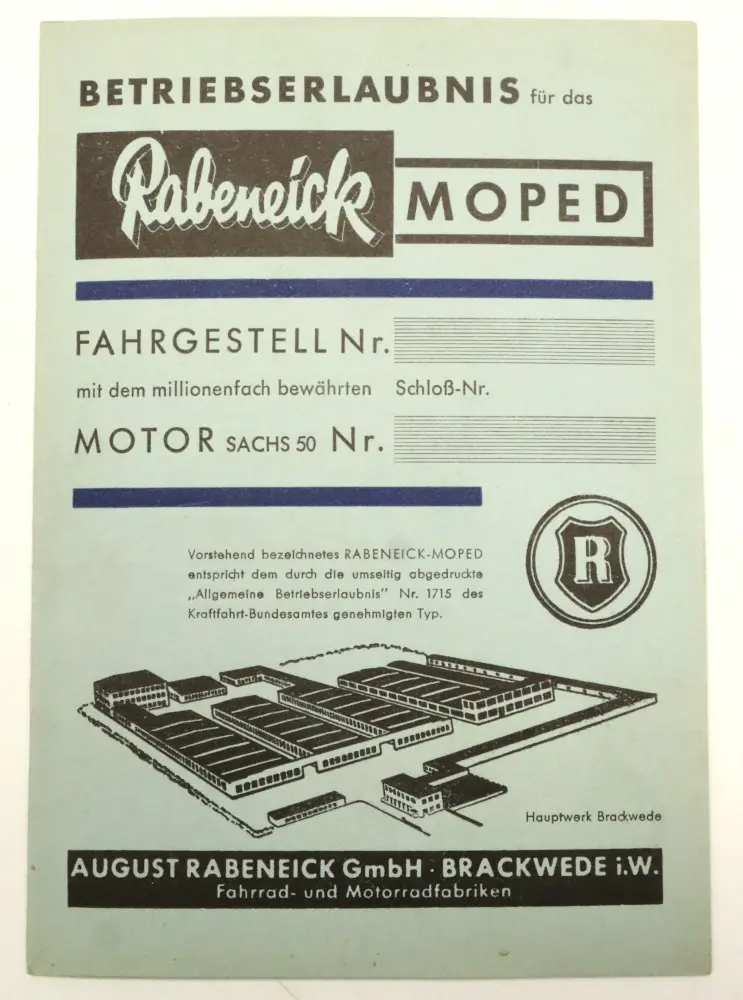 BETRIEBSERLAUBNIS für das
Rabeneick MOPED
FAHRGESTELL Nr.
mit dem millionenfach bewährten Schloß-Nr.
MOTOR SACHS 50 Nr.
R
Vorstehend bezeichnetes RABENEICK-MOPED
entspricht dem durch die umseitig abgedruckte
„Allgemeine Betriebserlaubnis" Nr. 1715 des
Kraftfahrt-Bundesamtes genehmigten Typ.
Hauptwerk Brackwede
AUGUST RABENEICK GmbH · BRACKWEDE i.W.
Fahrrad- und Motorradfabriken